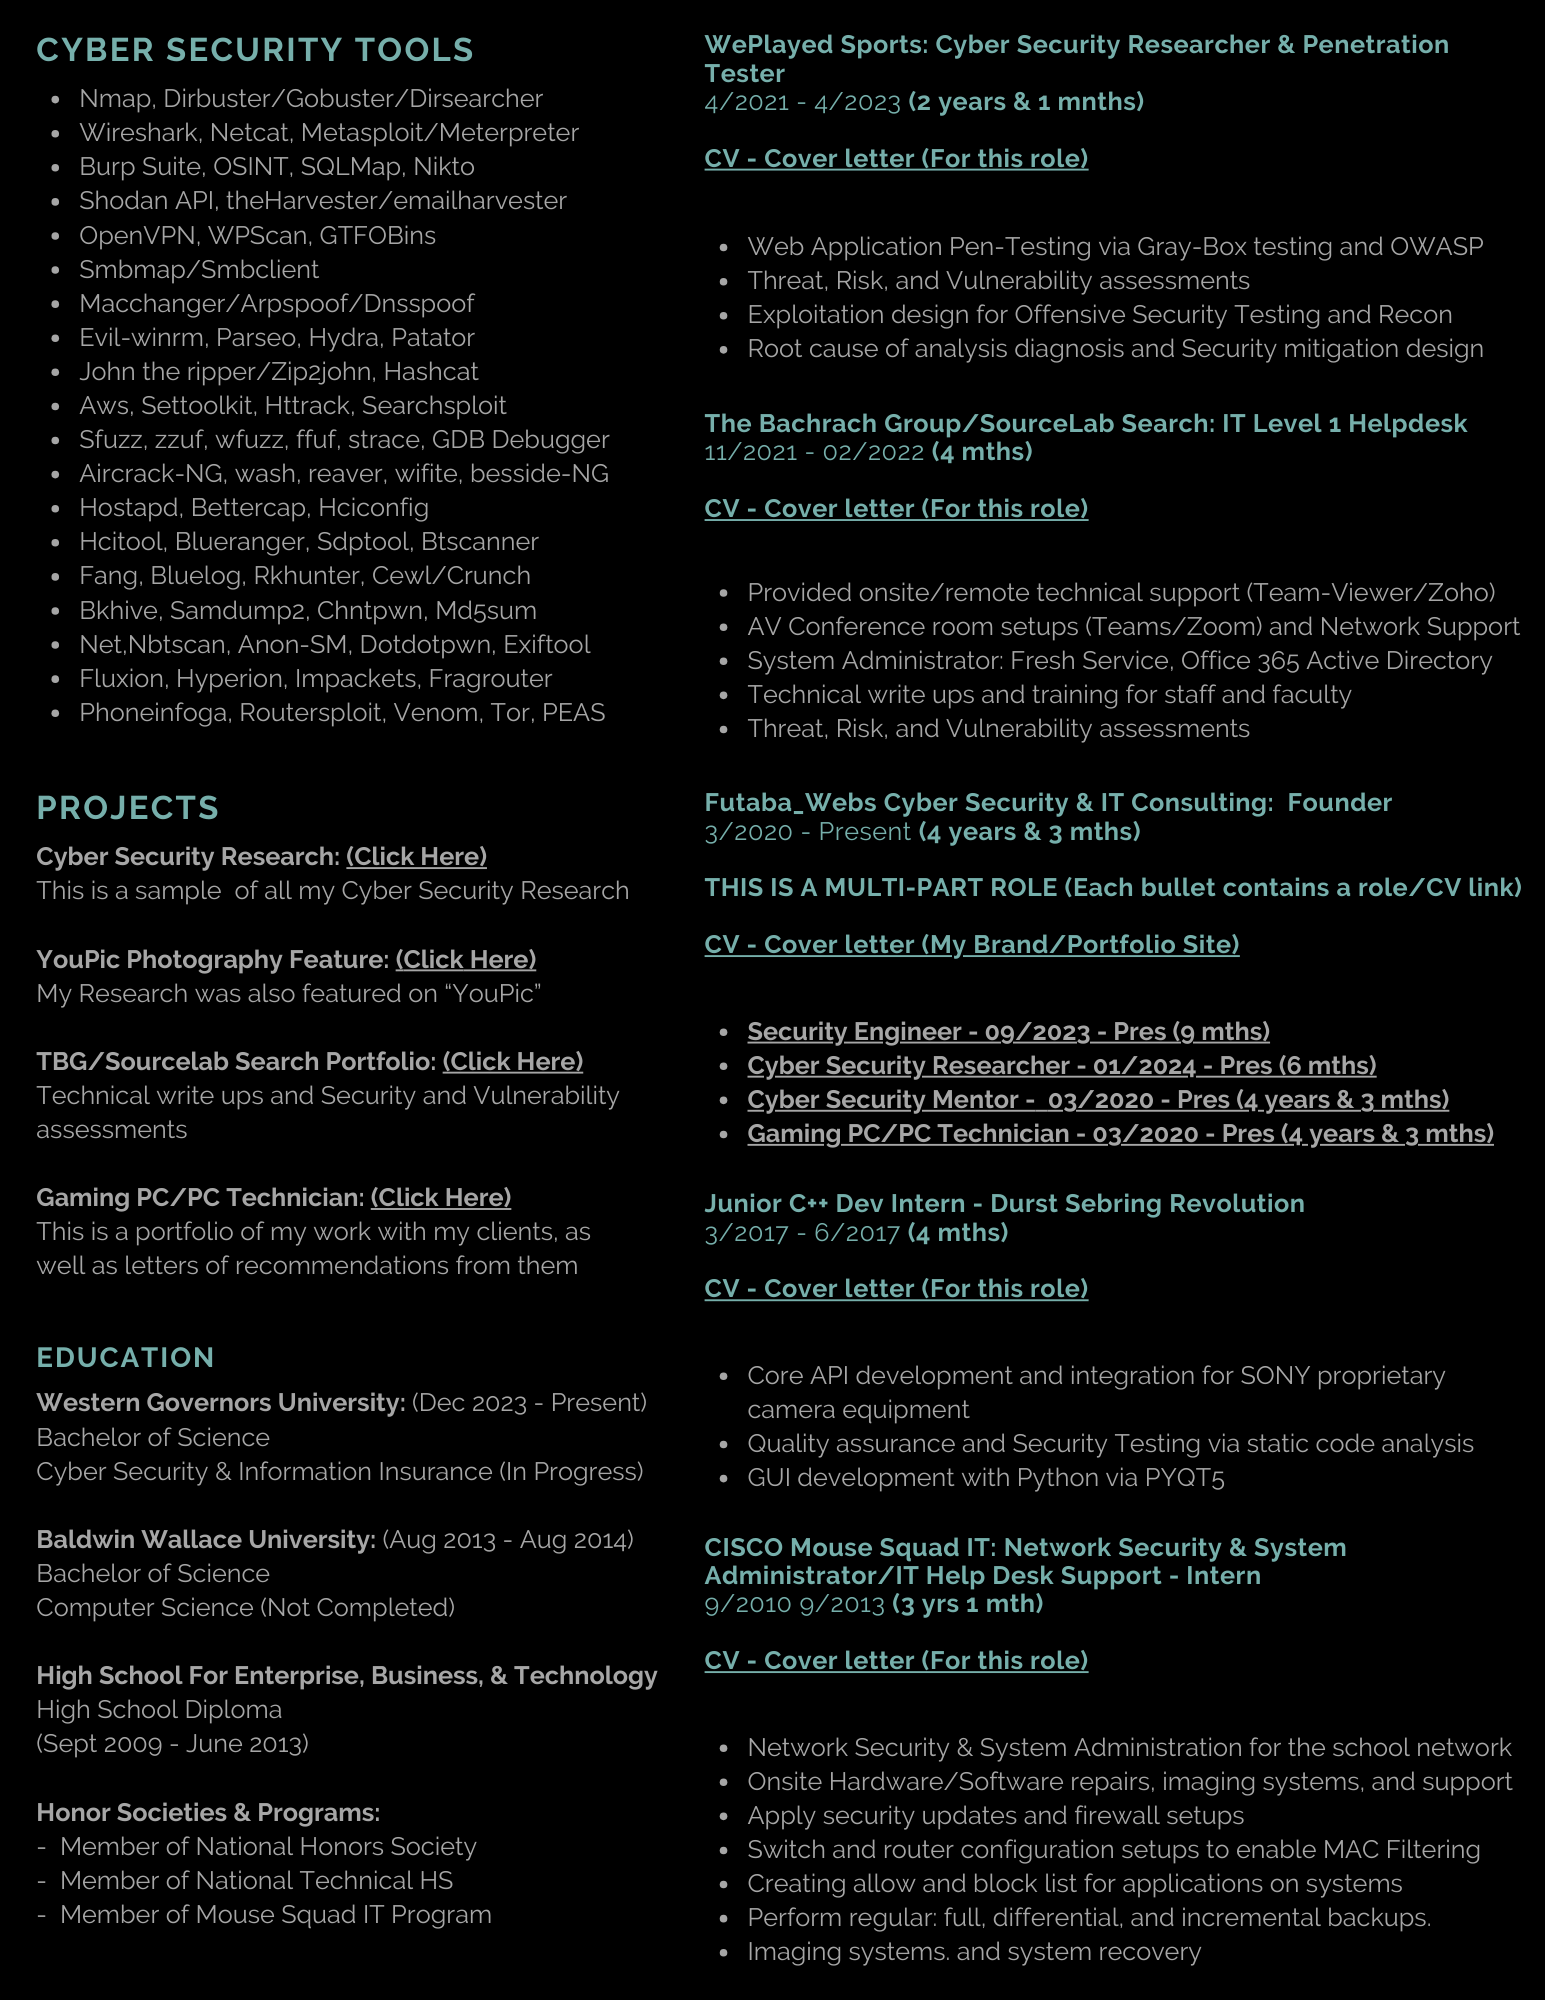 CYBER SECURITY TOOLS
• Nmap, Dirbuster/Gobuster/Dirsearcher
• Wireshark, Netcat, Metasploit/Meterpreter
• Burp Suite, OSINT, SQLMap, Nikto
• Shodan API, theHarvester/emailharvester
• OpenVPN, WPScan, GTFOBins
• Smbmap/Smbclient
• Macchanger/Arpspoof/Dnsspoof
• Evil-winrm, Parseo, Hydra, Patator
• John the ripper/Zip2john, Hashcat
• Aws, Settoolkit, Httrack, Searchsploit
• Sfuzz, zzuf, wfuzz, ffuf, strace, GDB Debugger
• Aircrack-NG, wash, reaver, wifite, besside-NG
• Hostapd, Bettercap, Hciconfig
• Hcitool, Blueranger, Sdptool, Btscanner
• Fang, Bluelog, Rkhunter, Cewl/Crunch
• Bkhive, Samdump2, Chntpwn, Md5sum
• Net,Nbtscan, Anon-SM, Dotdotpwn, Exiftool
• Fluxion, Hyperion, Impackets, Fragrouter
• Phoneinfoga, Routersploit, Venom, Tor, PEAS
PROJECTS
Cyber Security Research: (Click Here)
This is a sample  of all my Cyber Security Research
YouPic Photography Feature: (Click Here)
My Research was also featured on “YouPic”
TBG/Sourcelab Search Portfolio: (Click Here)
Technical write ups and Security and Vulnerability
assessments
Gaming PC/PC Technician: (Click Here)
This is a portfolio of my work with my clients, as
well as letters of recommendations from them
EDUCATION
Western Governors University: (Dec 2023 - Present)
Bachelor of Science
Cyber Security & Information Insurance (In Progress)
Baldwin Wallace University: (Aug 2013 - Aug 2014)
Bachelor of Science
Computer Science (Not Completed)
High School For Enterprise, Business, & Technology
High School Diploma
(Sept 2009 - June 2013)
Honor Societies & Programs:
- Member of National Honors Society
- Member of National Technical HS
- Member of Mouse Squad IT Program
WePlayed Sports: Cyber Security Researcher & Penetration
Tester
4/2021 - 4/2023 (2 years & 1 mnths)
CV - Cover letter (For this role)
• Web Application Pen-Testing via Gray-Box testing and OWASP
• Threat, Risk, and Vulnerability assessments
• Exploitation design for Offensive Security Testing and Recon
• Root cause of analysis diagnosis and Security mitigation design
The Bachrach Group/SourceLab Search: IT Level 1 Helpdesk
11/2021 - 02/2022 (4 mths)
CV - Cover letter (For this role)
• Provided onsite/remote technical support (Team-Viewer/Zoho)
• AV Conference room setups (Teams/Zoom) and Network Support
• System Administrator: Fresh Service, Office 365 Active Directory
• Technical write ups and training for staff and faculty
• Threat, Risk, and Vulnerability assessments
Futaba_Webs Cyber Security & IT Consulting:  Founder
3/2020 - Present (4 years & 3 mths)
THIS IS A MULTI-PART ROLE (Each bullet contains a role/CV link)
CV - Cover letter (My Brand/Portfolio Site)
• Security Engineer - 09/2023 - Pres (9 mths)
• Cyber Security Researcher - 01/2024 - Pres (6 mths)
• Cyber Security Mentor -  03/2020 - Pres (4 years & 3 mths)
• Gaming PC/PC Technician - 03/2020 - Pres (4 years & 3 mths)
Junior C++ Dev Intern - Durst Sebring Revolution
3/2017 - 6/2017 (4 mths)
CV - Cover letter (For this role)
• Core API development and integration for SONY proprietary
camera equipment
• Quality assurance and Security Testing via static code analysis
• GUI development with Python via PYQT5
CISCO Mouse Squad IT: Network Security & System
Administrator/IT Help Desk Support - Intern
9/2010 9/2013 (3 yrs 1 mth)
CV - Cover letter (For this role)
• Network Security & System Administration for the school network
• Onsite Hardware/Software repairs, imaging systems, and support
• Apply security updates and firewall setups
• Switch and router configuration setups to enable MAC Filtering
• Creating allow and block list for applications on systems
• Perform regular: full, differential, and incremental backups.
• Imaging systems. and system recovery